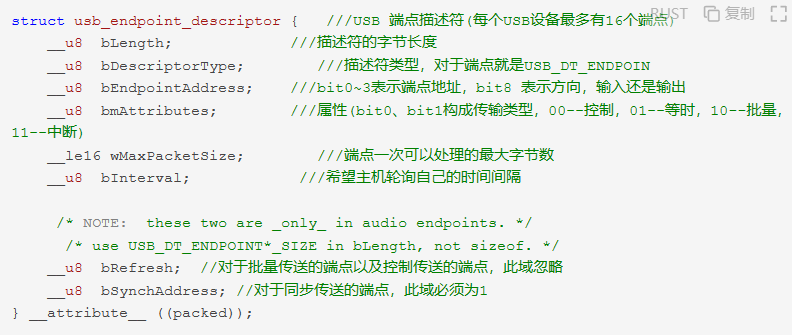 RUST 复制
struct usb_endpoint_descriptor {   ///USB 端点描述符(每个USB设备最多有16个端点)
    __u8  bLength;            ///描述符的字节长度
    __u8  bDescriptorType;        ///描述符类型，对于端点就是USB_DT_ENDPOIN
    __u8  bEndpointAddress;    ///bit0~3表示端点地址，bit8 表示方向，输入还是输出
    __u8  bmAttributes;        ///属性(bit0、bit1构成传输类型，00--控制，01--等时，10--批量，
11--中断)
    __le16 wMaxPacketSize;        ///端点一次可以处理的最大字节数
    __u8  bInterval;              ///希望主机轮询自己的时间间隔
     /* NOTE:  these two are _only_ in audio endpoints. */
      /* use USB_DT_ENDPOINT*_SIZE in bLength, not sizeof. */
    __u8  bRefresh;  //对于批量传送的端点以及控制传送的端点，此域忽略
    __u8  bSynchAddress; //对于同步传送的端点，此域必须为1
} __attribute__ ((packed));